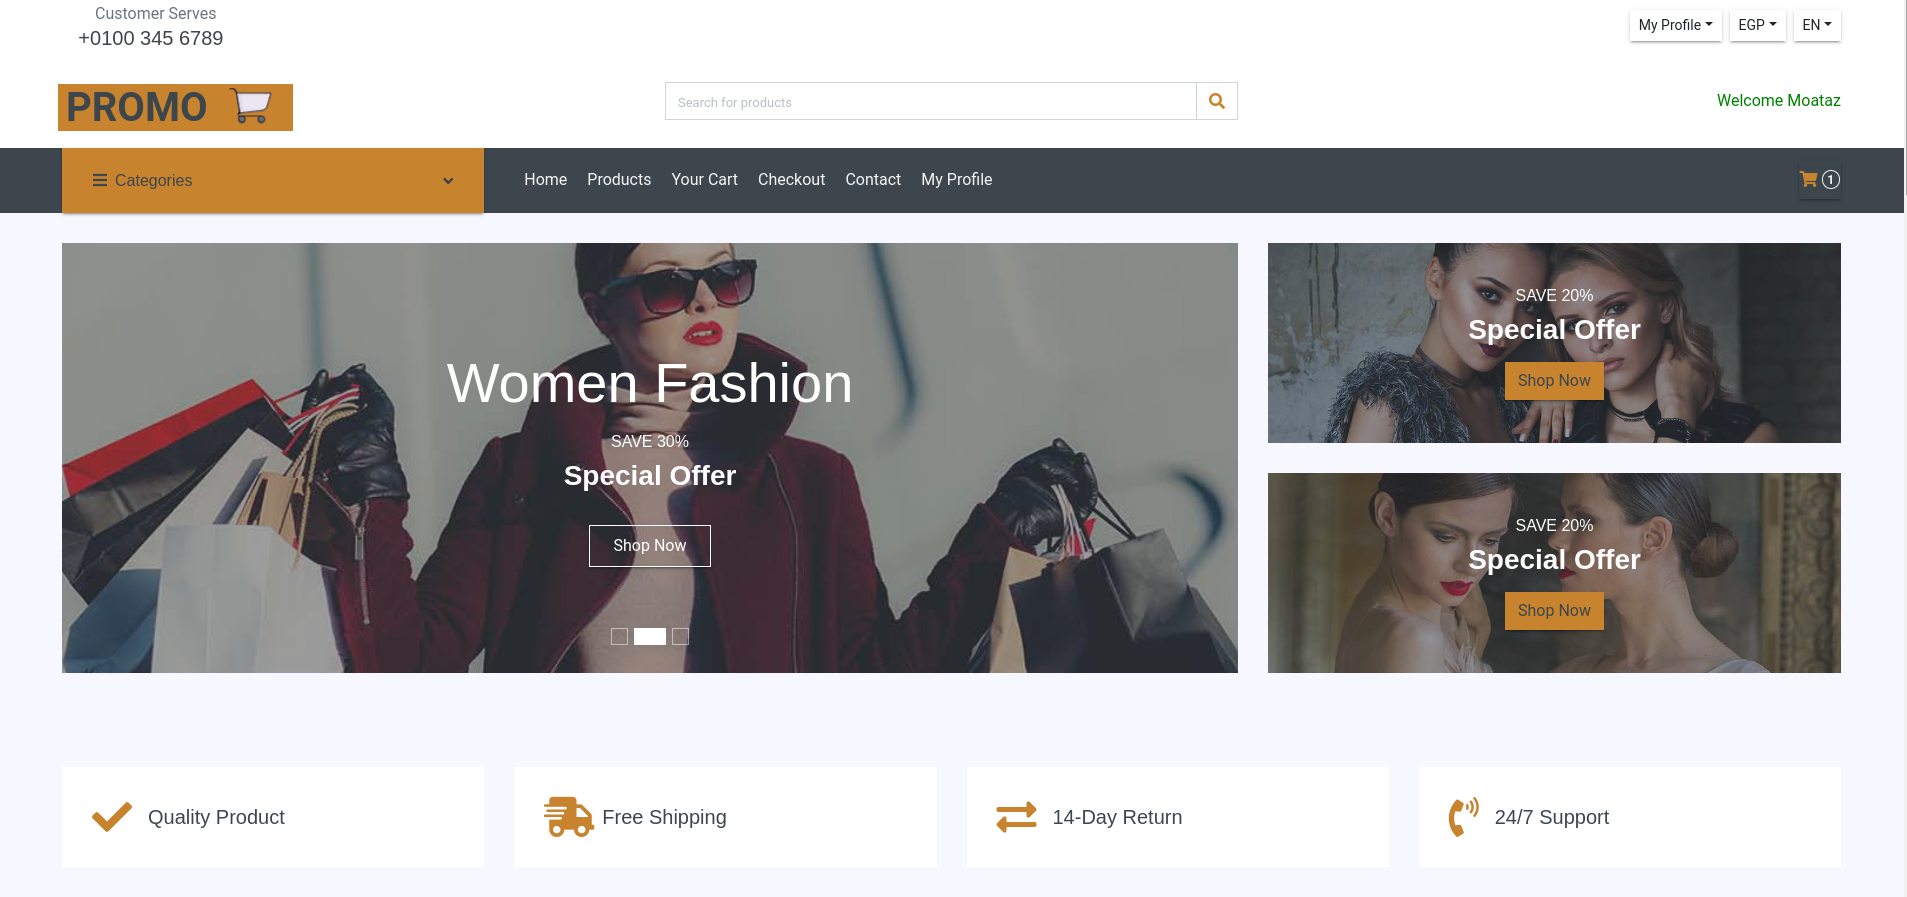 Customer Serves
+0100 345 6789
My Profile
EGP
EN
PROMO
Search for products
Welcome Moataz
Categories
Home
Products
Your Cart
Checkout
Contact
My Profile
1
Women Fashion
SAVE 30%
Special Offer
Shop Now
SAVE 20%
Special Offer
Shop Now
SAVE 20%
Special Offer
Shop Now
Quality Product
Free Shipping
14-Day Return
24/7 Support